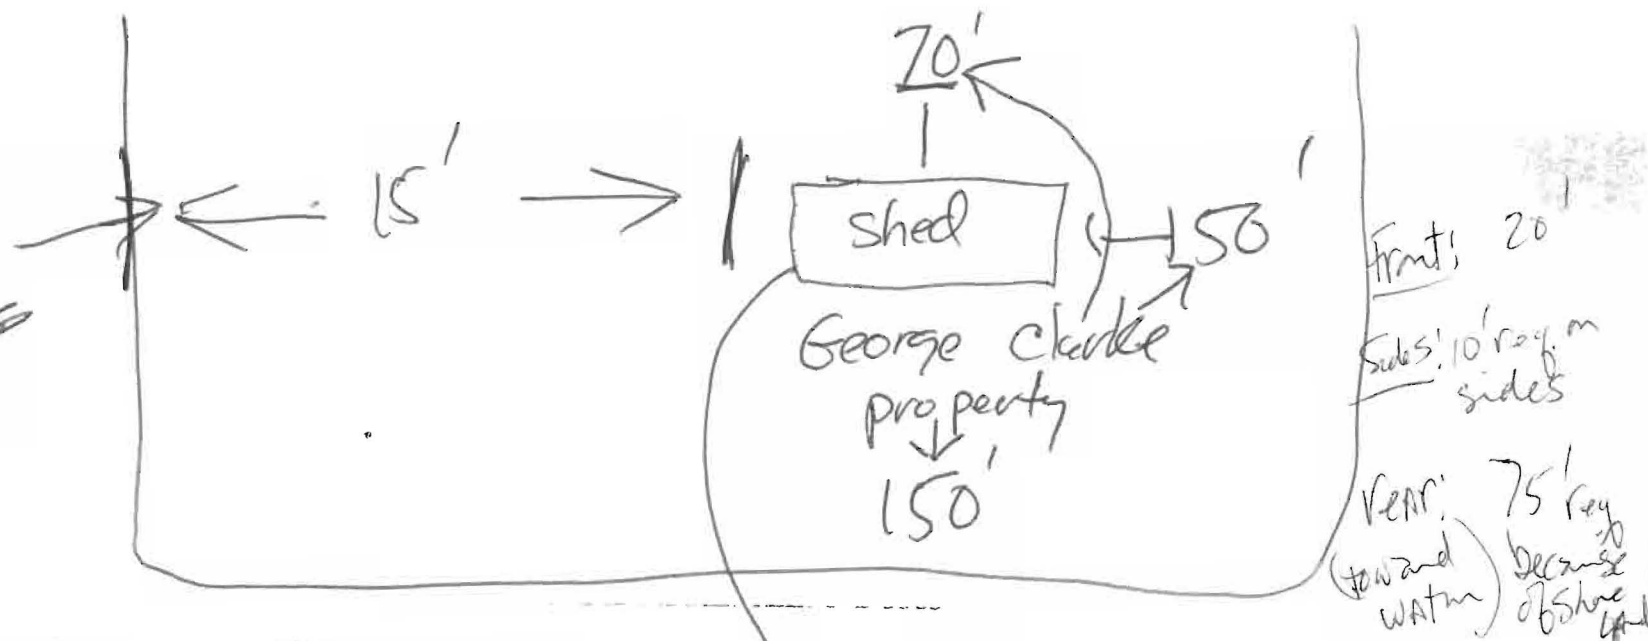 20'
15'
shed
150'
George Clarke
property
150'
Front: 20'
Sides: 10' req. on
sides
rear: 75' req
(toward because
water) of shore
land